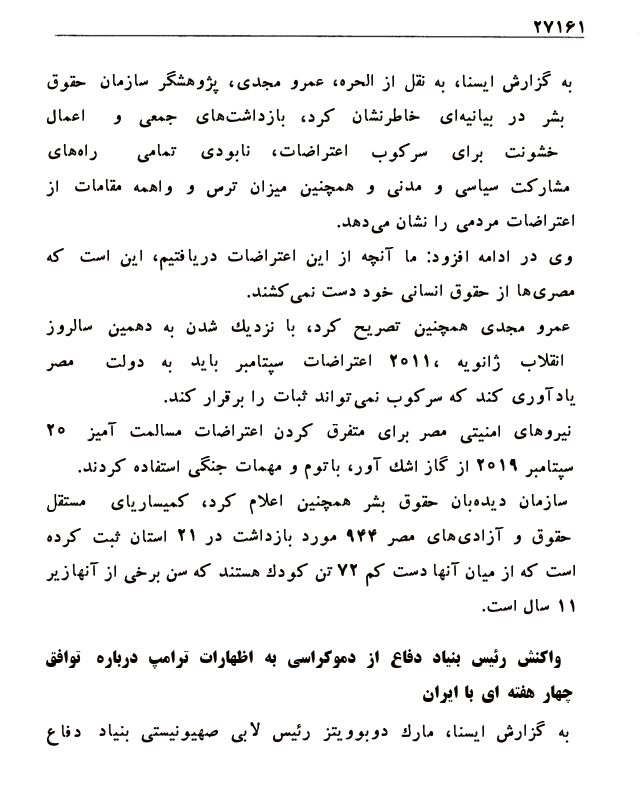 ۲۷۱۶۱
به گزارش ایسنا، به نقل از الحره، عمرو مجدی، پژوهشگر سازمان حقوق
بشر در بیانیه‌ای خاطرنشان کرد، بازداشت‌های جمعی و اعمال
خشونت برای سرکوب اعتراضات، نابودی تمامی راه‌های
مشارکت سیاسی و مدنی و همچنین میزان ترس و واهمه مقامات از
اعتراضات مردمی را نشان می‌دهد.
وی در ادامه افزود: ما آنچه از این اعتراضات دریافتیم، این است که
مصری‌ها از حقوق انسانی خود دست نمی‌کشند.
عمرو مجدی همچنین تصریح کرد، با نزدیك شدن به دهمین سالروز
انقلاب ژانویه ،۲۰۱۱ اعتراضات سپتامبر باید به دولت مصر
یادآوری کند که سرکوب نمی‌تواند ثبات را برقرار کند.
نیروهای امنیتی مصر برای متفرق کردن اعتراضات مسالمت آمیز ۲۰
سپتامبر ۲۰۱۹ از گاز اشك آور، باتوم و مهمات جنگی استفاده کردند.
سازمان دیده‌بان حقوق بشر همچنین اعلام کرد، کمیساریای مستقل
حقوق و آزادی‌های مصر ۹۴۴ مورد بازداشت در ۲۱ استان ثبت کرده
است که از میان آنها دست کم ۷۲ تن کودك هستند که سن برخی از آنهازیر
۱۱ سال است.
واکنش رئیس بنیاد دفاع از دموکراسی به اظهارات ترامپ درباره توافق
چهار هفته ای با ایران
به گزارش ایسنا، مارك دوبوویتز رئیس لابی صهیونیستی بنیاد دفاع